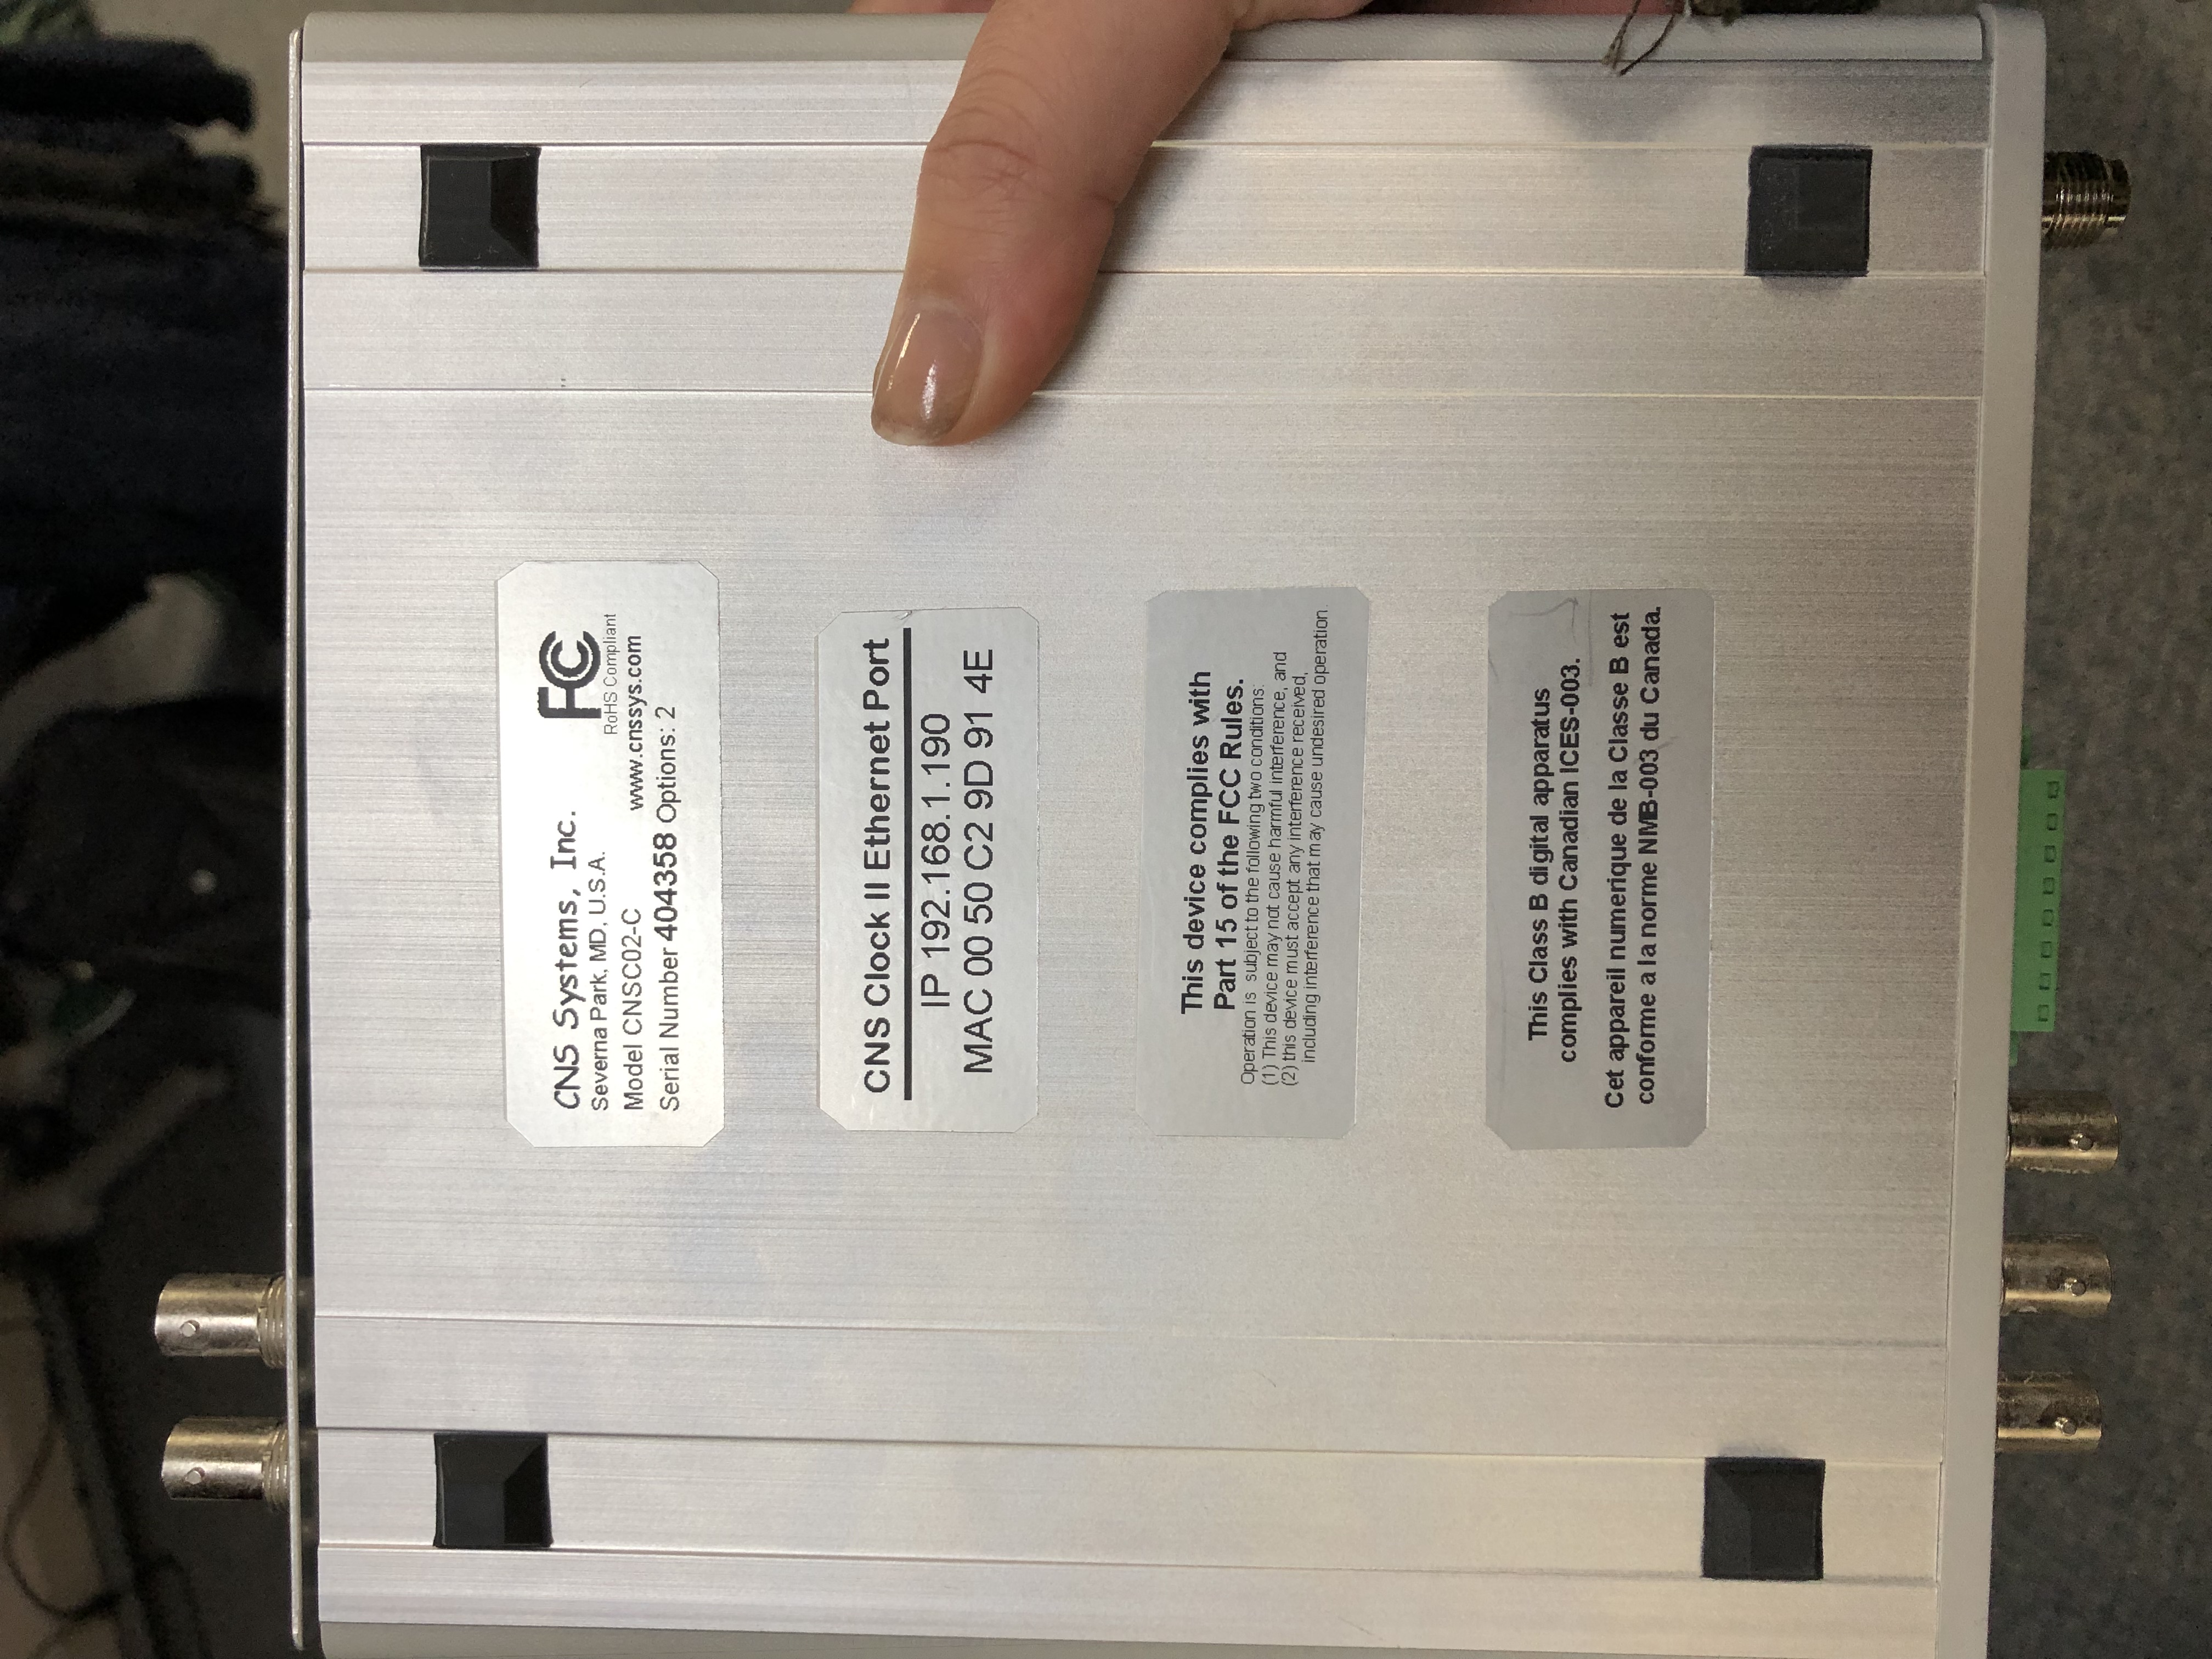 CNS Systems, Inc.
FCC
Severna Park, MD, U.S.A.
RoHS Compliant
Model CNSC02-C www.cnssys.com
Serial Number 404358 Options: 2
CNS Clock II Ethernet Port
IP 192.168.1.190
MAC 00 50 C2 9D 91 4E
This device complies with
Part 15 of the FCC Rules.
Operation is subject to the following two conditions:
(1) This device may not cause harmful interference, and
(2) this device must accept any interference received,
including interference that may cause undesired operation.
This Class B digital apparatus
complies with Canadian ICES-003.
Cet appareil numerique de la Classe B est
conforme a la norme NMB-003 du Canada.